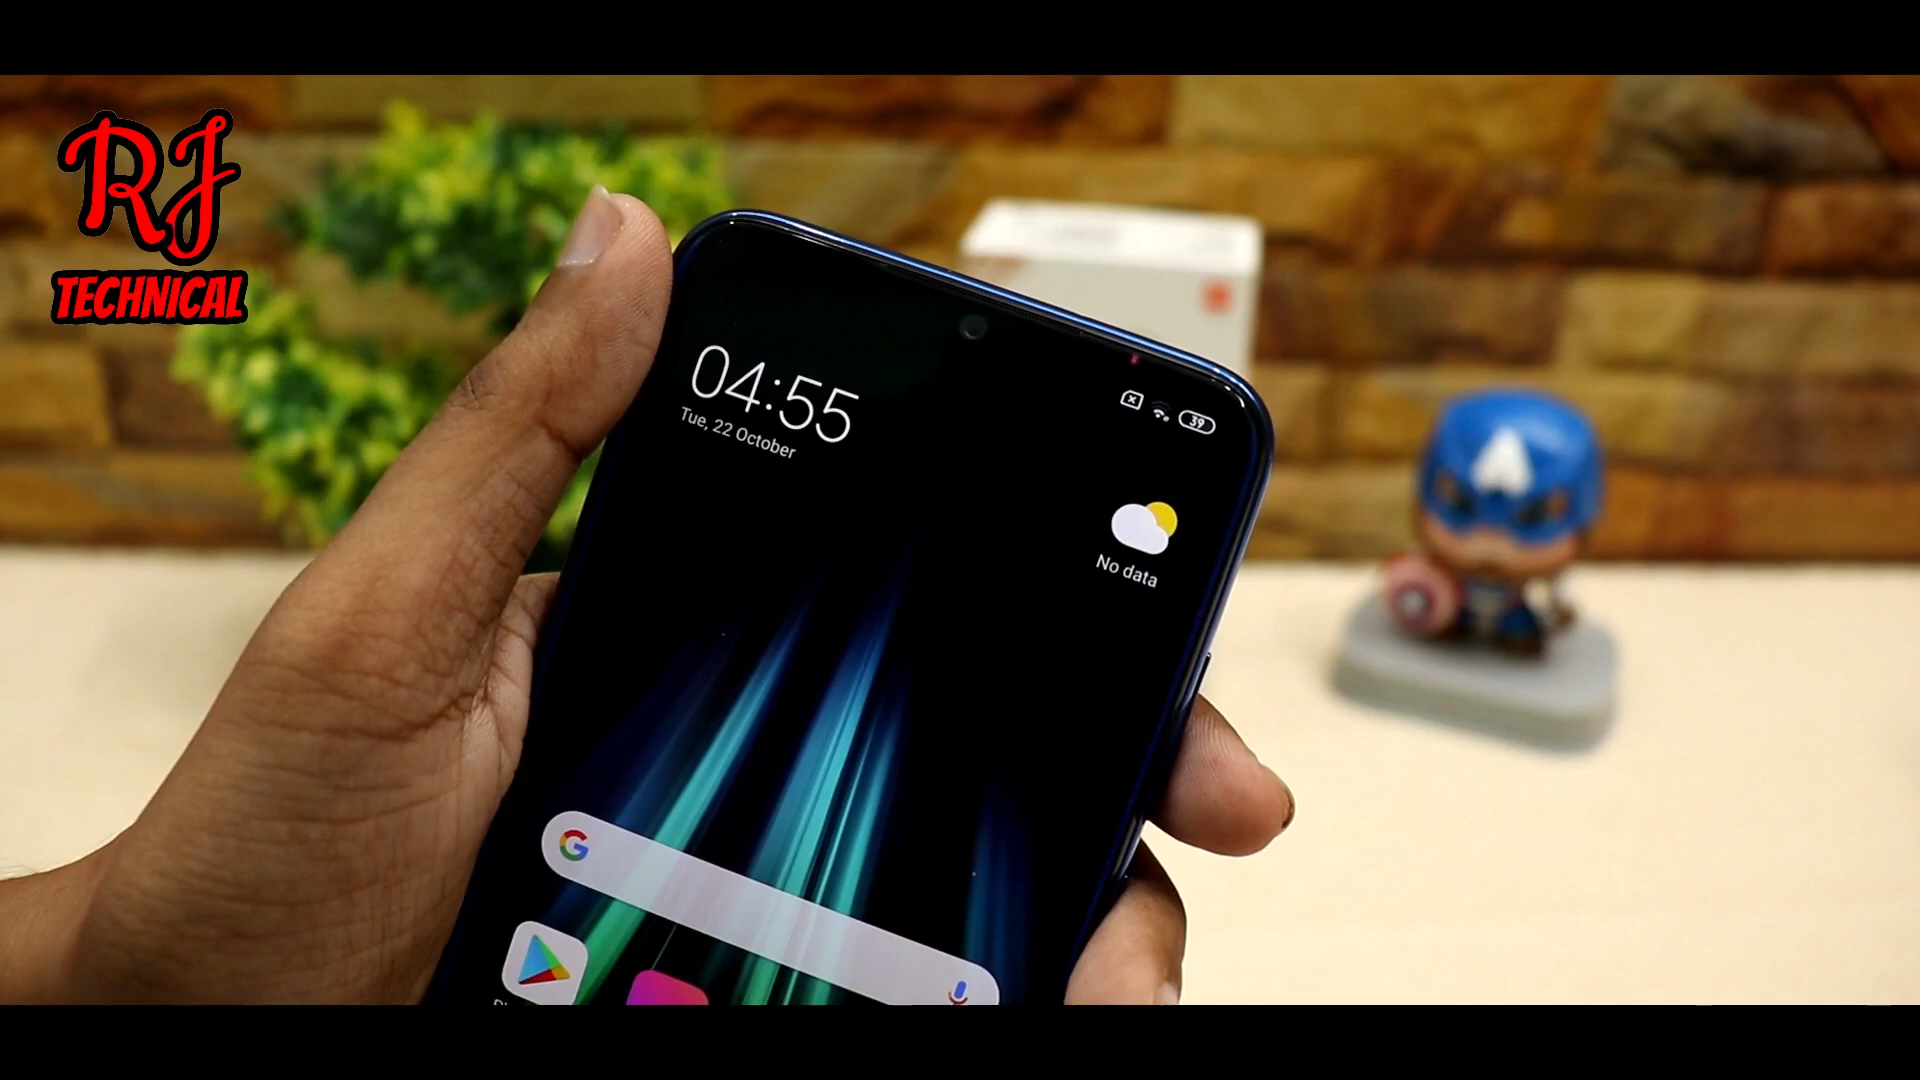 RJ
TECHNICAL
04:55
Tue, 22 October
39
No data